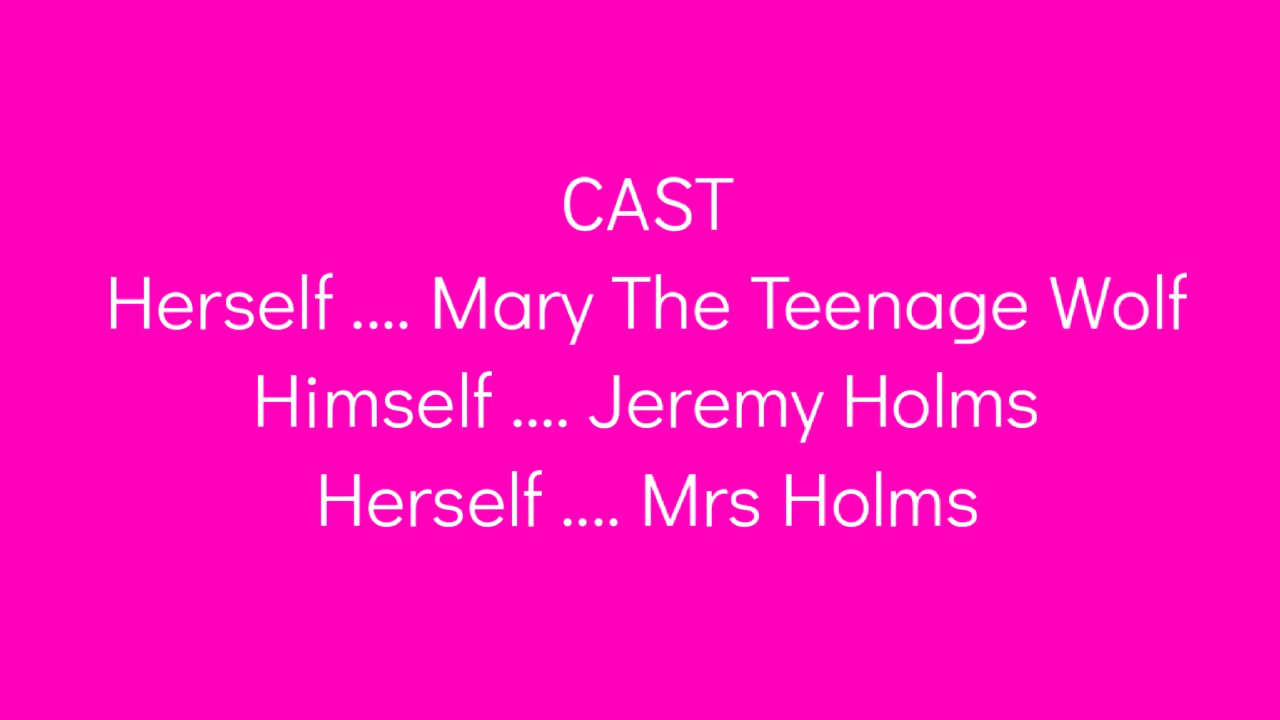 CAST
Herself .... Mary The Teenage Wolf
Himself .... Jeremy Holms
Herself .... Mrs Holms